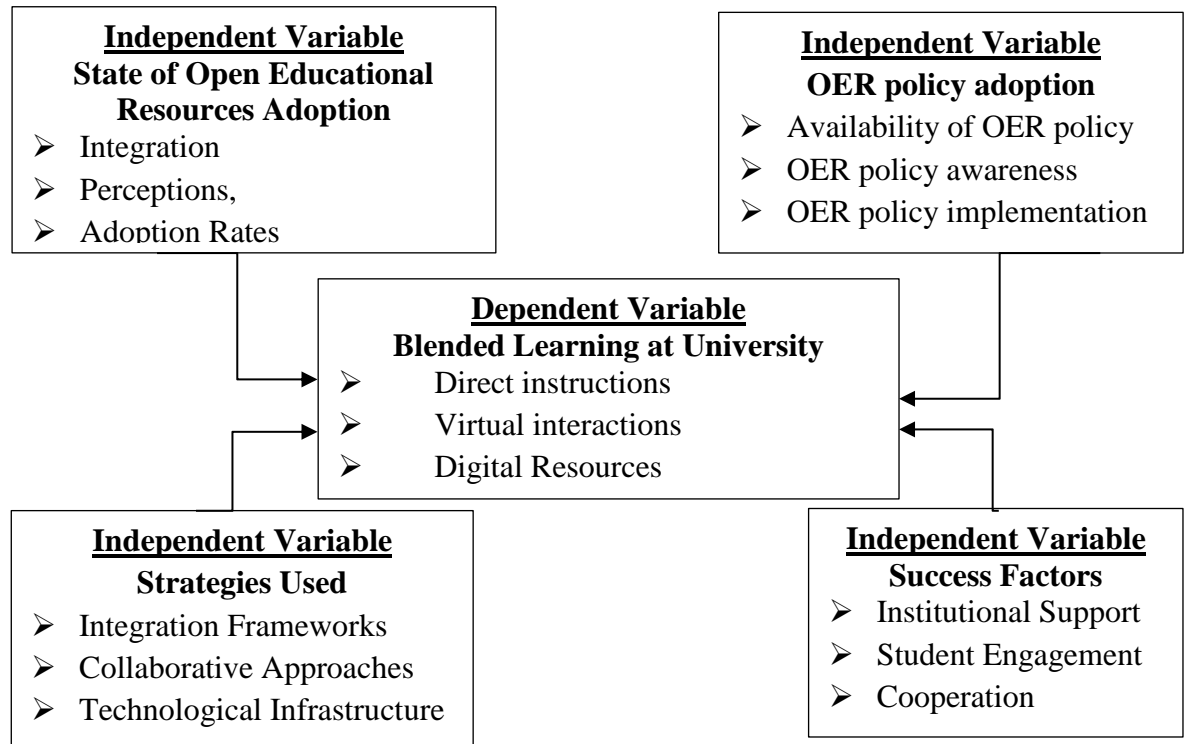 Independent Variable
State of Open Educational
Resources Adoption
➢ Integration
➢ Perceptions,
➢ Adoption Rates
Independent Variable
OER policy adoption
➢ Availability of OER policy
➢ OER policy awareness
➢ OER policy implementation
Dependent Variable
Blended Learning at University
➢ Direct instructions
➢ Virtual interactions
➢ Digital Resources
Independent Variable
Strategies Used
➢ Integration Frameworks
➢ Collaborative Approaches
➢ Technological Infrastructure
Independent Variable
Success Factors
➢ Institutional Support
➢ Student Engagement
➢ Cooperation